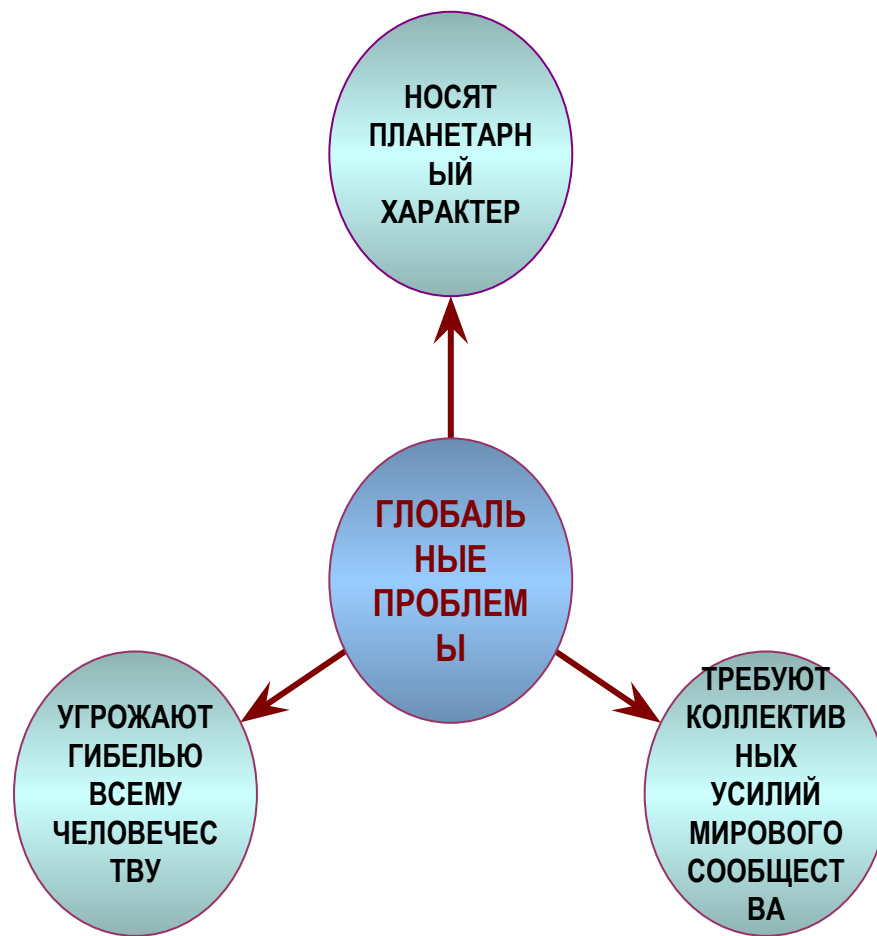 НОСЯТ
ПЛАНЕТАРН
ЫЙ
ХАРАКТЕР
ГЛОБАЛЬ
НЫЕ
ПРОБЛЕМ
Ы
УГРОЖАЮТ
ГИБЕЛЬЮ
ВСЕМУ
ЧЕЛОВЕЧЕС
ТВУ
ТРЕБУЮТ
КОЛЛЕКТИВ
НЫХ
УСИЛИЙ
МИРОВОГО
СООБЩЕСТ
ВА